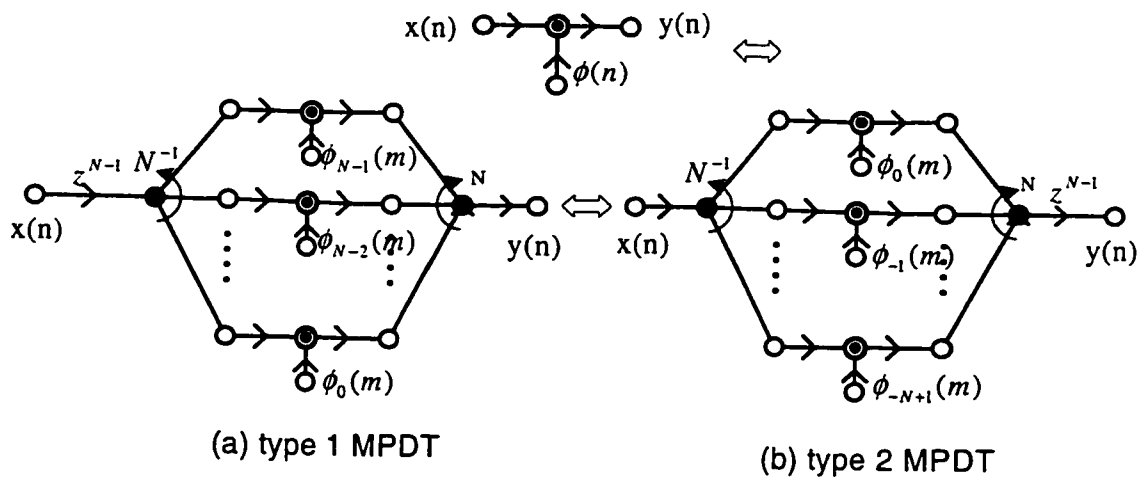 x(n) y(n)
ϕ(n)
z^{N-1} N^{-1} ϕ_{N-1}(m) N
x(n) ϕ_{N-2}(m) y(n)
ϕ_0(m)
(a) type 1 MPDT
N^{-1} ϕ_0(m) N z^{N-1}
x(n) ϕ_{-1}(m) y(n)
ϕ_{-N+1}(m)
(b) type 2 MPDT